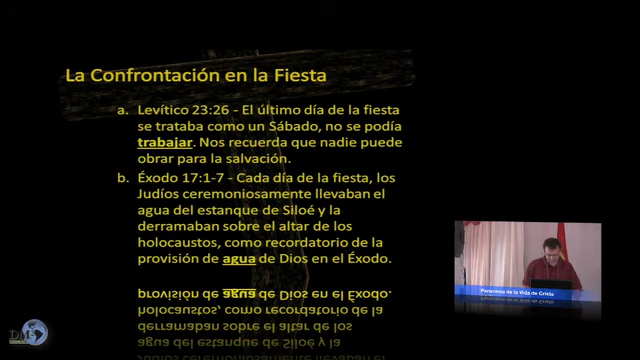 La Confrontación en la Fiesta
a. Levítico 23:26 - El último día de la fiesta
se trataba como un Sábado, no se podía
trabajar. Nos recuerda que nadie puede
obrar para la salvación.
b. Éxodo 17:1-7 - Cada día de la fiesta, los
Judíos ceremoniosamente llevaban el
agua del estanque de Siloé y la
derramaban sobre el altar de los
holocaustos, como recordatorio de la
provisión de agua de Dios en el Éxodo.
Panorama de la Vida de Cristo
DM